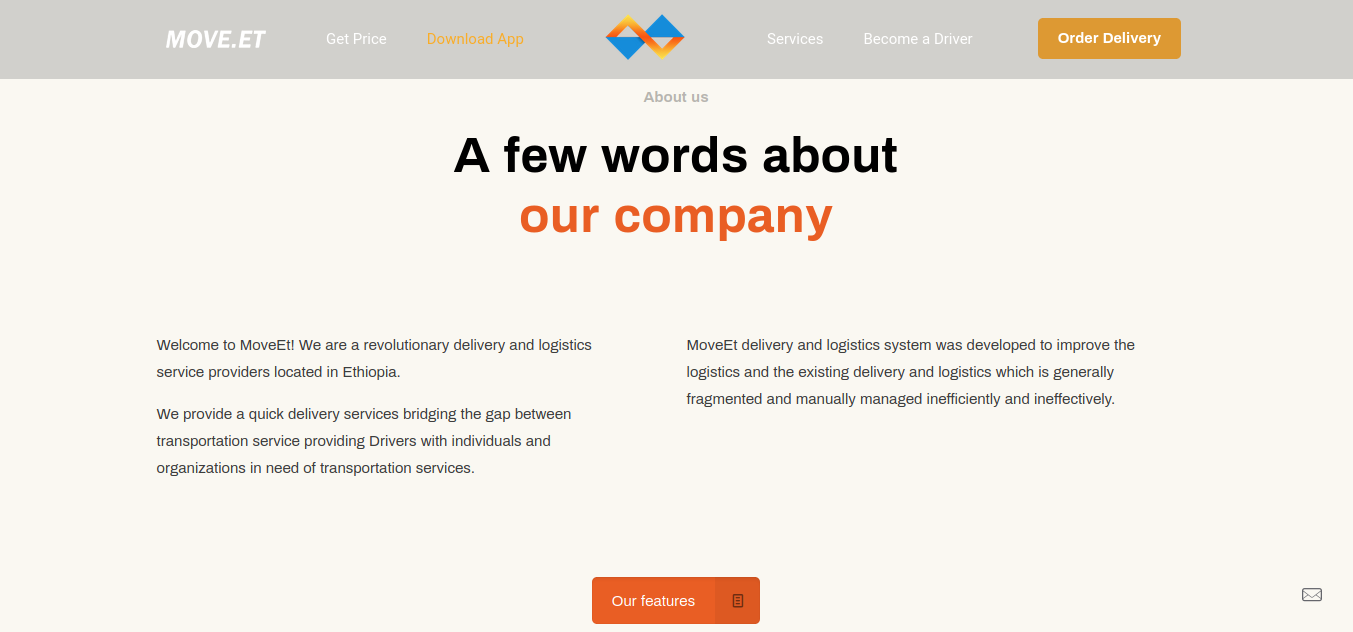 MOVE.ET
Get Price
Download App
Services
Become a Driver
Order Delivery
About us
A few words about
our company
Welcome to MoveEt! We are a revolutionary delivery and logistics
service providers located in Ethiopia.
We provide a quick delivery services bridging the gap between
transportation service providing Drivers with individuals and
organizations in need of transportation services.
MoveEt delivery and logistics system was developed to improve the
logistics and the existing delivery and logistics which is generally
fragmented and manually managed inefficiently and ineffectively.
Our features